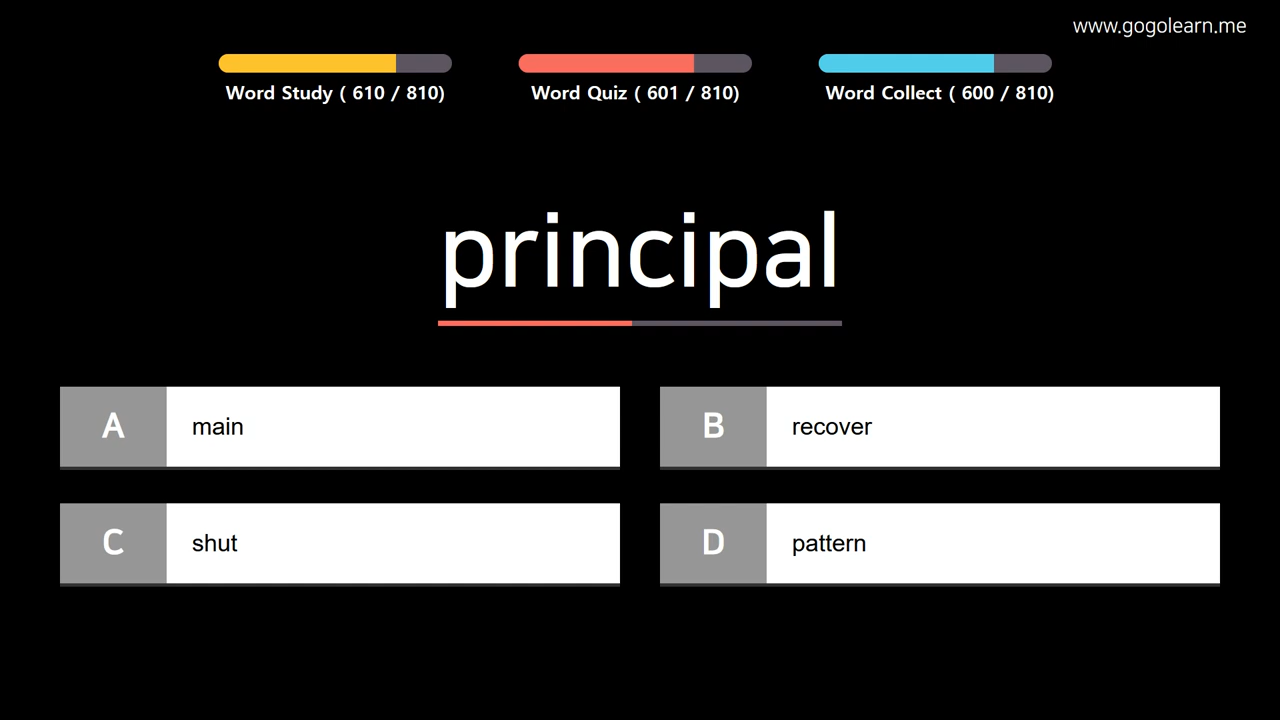 www.gogolearn.me
Word Study ( 610 / 810)
Word Quiz ( 601 / 810)
Word Collect ( 600 / 810)
principal
A main
B recover
C shut
D pattern